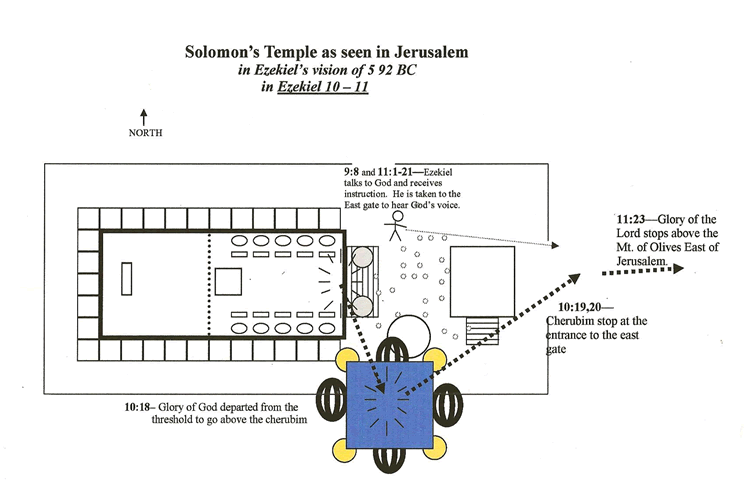 Solomon's Temple as seen in Jerusalem
in Ezekiel's vision of 5 92 BC
in Ezekiel 10 – 11
NORTH
9:8 and 11:1-21—Ezekiel
talks to God and receives
instruction. He is taken to the
East gate to hear God's voice.
11:23—Glory of the
Lord stops above the
Mt. of Olives East of
Jerusalem.
10:19,20—
Cherubim stop at the
entrance to the east
gate
10:18– Glory of God departed from the
threshold to go above the cherubim